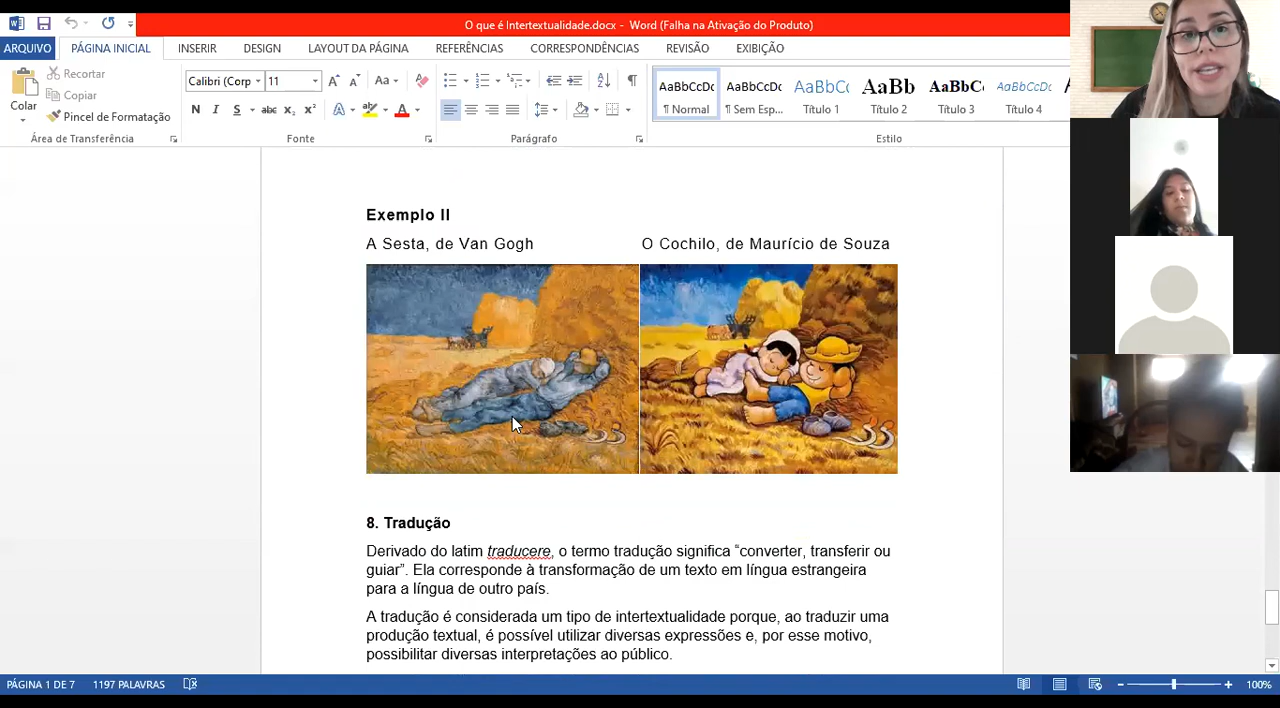 O que é Intertextualidade.docx - Word (Falha na Ativação do Produto)
ARQUIVO PÁGINA INICIAL INSERIR DESIGN LAYOUT DA PÁGINA REFERÊNCIAS CORRESPONDÊNCIAS REVISÃO EXIBIÇÃO
Colar
Recortar
Copiar
Pincel de Formatação
Área de Transferência
Calibri (Corp 11
Aa
N I S abc x₂ x² A A
Fonte
Parágrafo
AaBbCcDc AaBbCcDc AaBbCc AaBb AaBbC AaBbCcDc
¶ Normal ¶ Sem Esp... Título 1 Título 2 Título 3 Título 4
Estilo
Exemplo II
A Sesta, de Van Gogh O Cochilo, de Maurício de Souza
8. Tradução
Derivado do latim traducere, o termo tradução significa “converter, transferir ou
guiar”. Ela corresponde à transformação de um texto em língua estrangeira
para a língua de outro país.
A tradução é considerada um tipo de intertextualidade porque, ao traduzir uma
produção textual, é possível utilizar diversas expressões e, por esse motivo,
possibilitar diversas interpretações ao público.
PÁGINA 1 DE 7 1197 PALAVRAS 100%